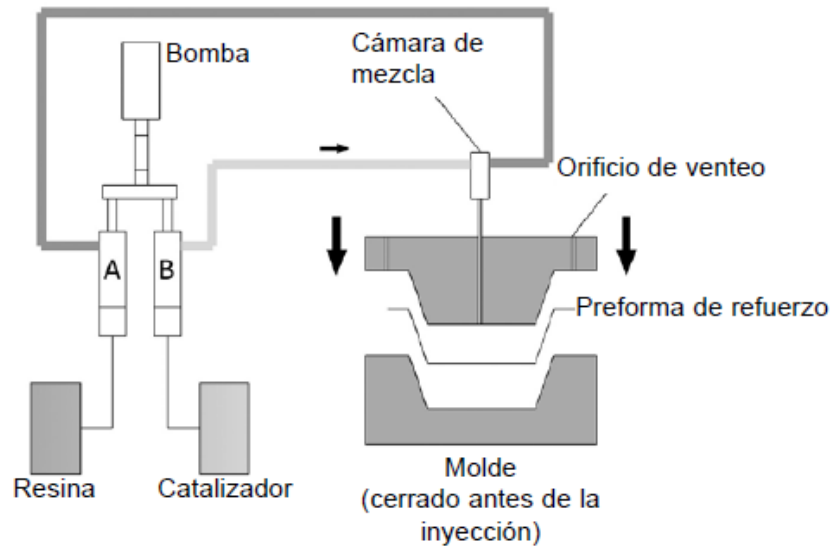 Bomba
Cámara de
mezcla
Orificio de venteo
A
B
Preforma de refuerzo
Resina
Catalizador
Molde
(cerrado antes de la
inyección)